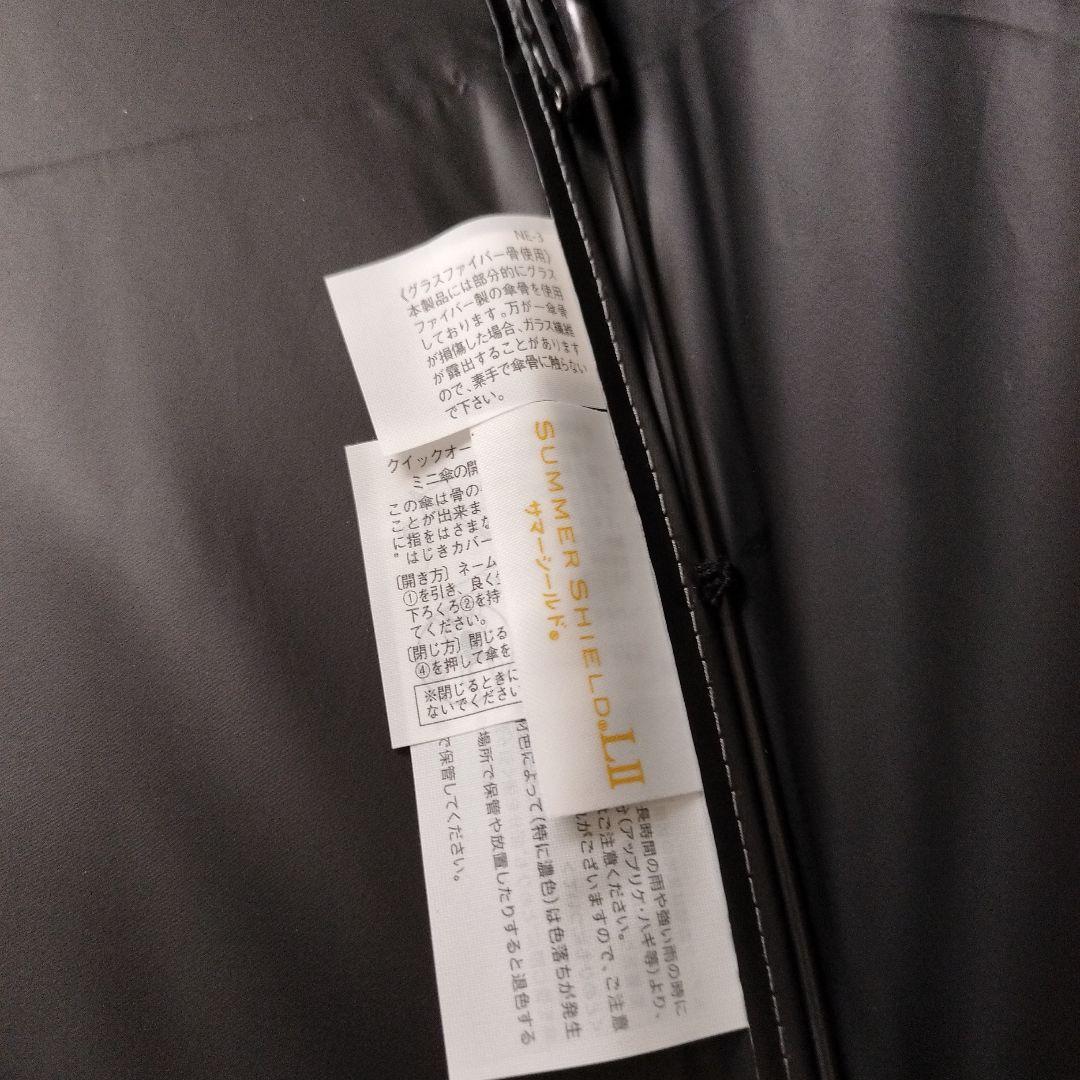 NE-3
《グラスファイバー骨使用》
本製品には部分的にグラス
ファイバー製の傘骨を使用
しております。万が一傘骨
が損傷した場合、ガラス繊維
が露出することがあります
ので、素手で傘骨に触らない
で下さい。
SUMMER SHIELD® LII
サマーシールド®
クイックオー
ミニ傘の開
この傘は骨の
ことが出来ま
に指をはさま
。はじきカバー
〔開き方〕ネーム
①を引き、良く
下ろくろ②を持
てください。
〔閉じ方〕閉じる
④を押して傘を
※閉じるときに
ないでください
長時間の雨や強い雨の時に
(アップリケ・ハギ等)より、
ご注意ください。
がございますので、ご注意
によって(特に濃色)は色落ちが発生
場所で保管や放置したりすると退色する
で保管してください。